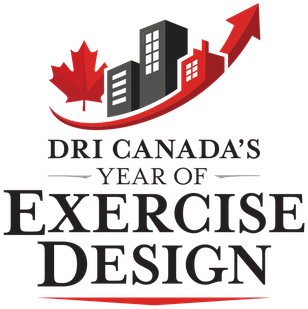 DRI CANADA'S
YEAR OF
EXERCISE
DESIGN